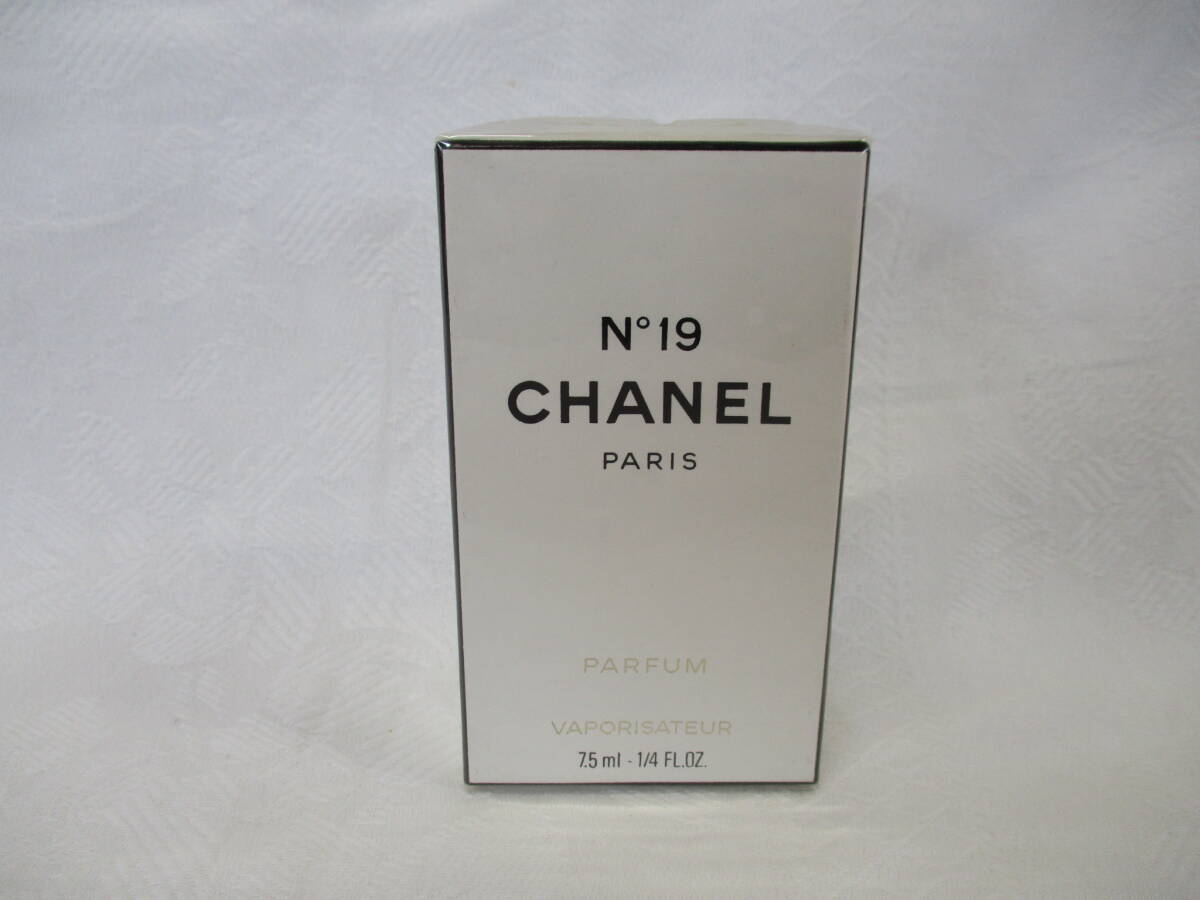 N°19
CHANEL
PARIS
PARFUM
VAPORISATEUR
7.5 ml - 1/4 FL.OZ.